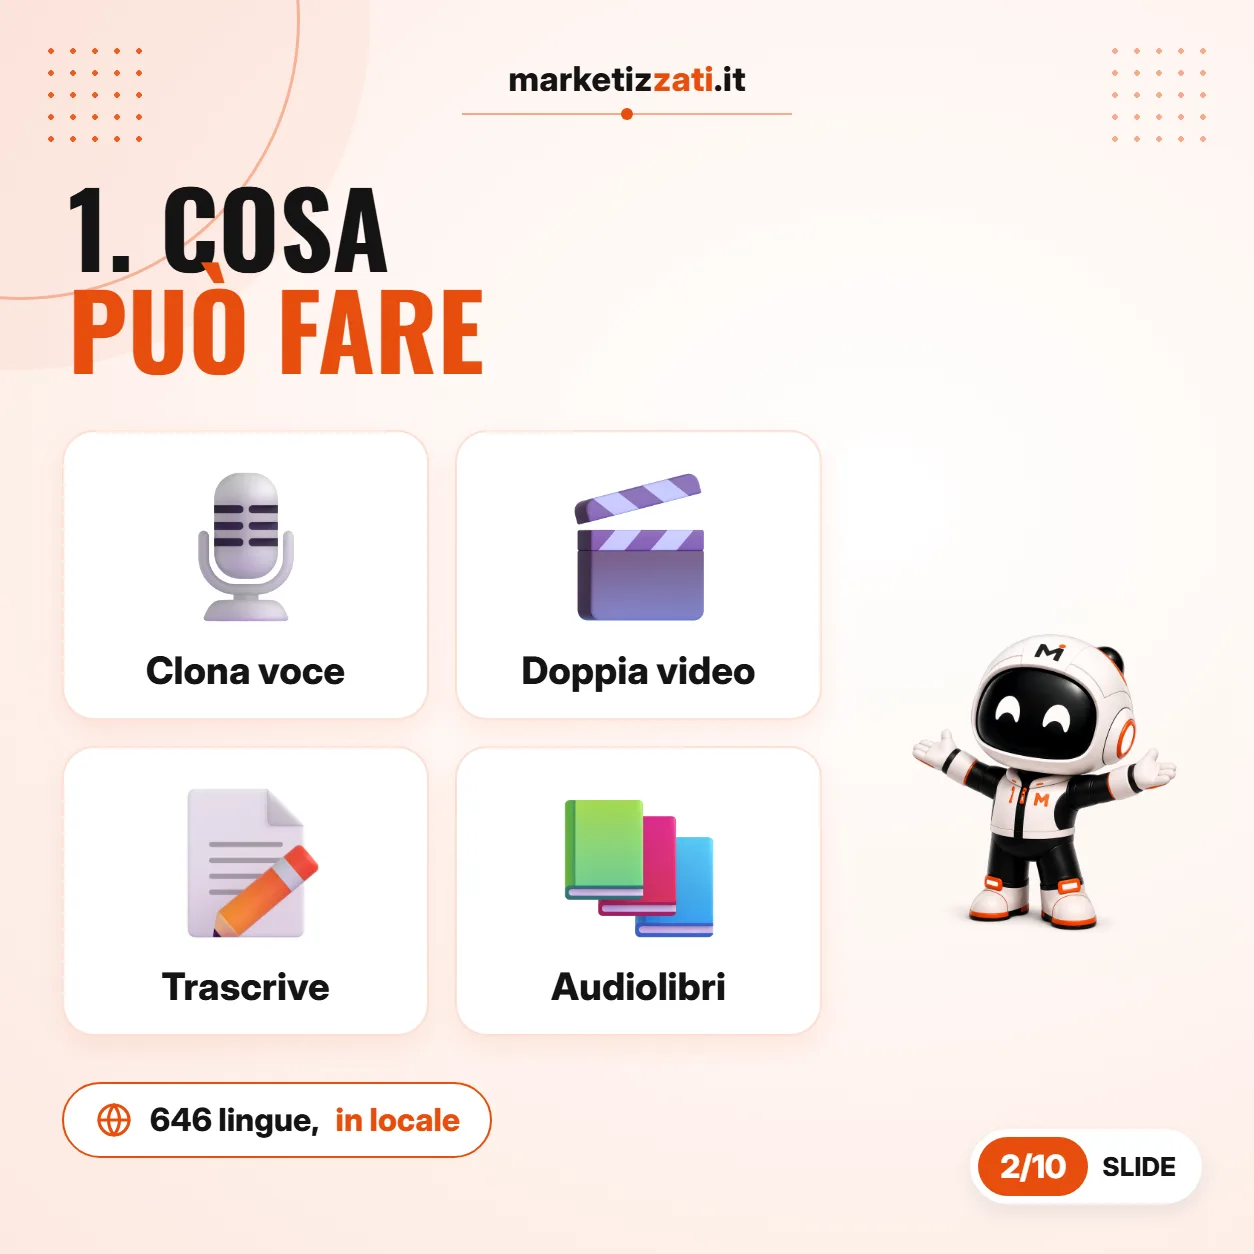 marketizzati.it
1. COSA
PUÒ FARE
Clona voce
Doppia video
Trascrive
Audiolibri
646 lingue, in locale
2/10 SLIDE